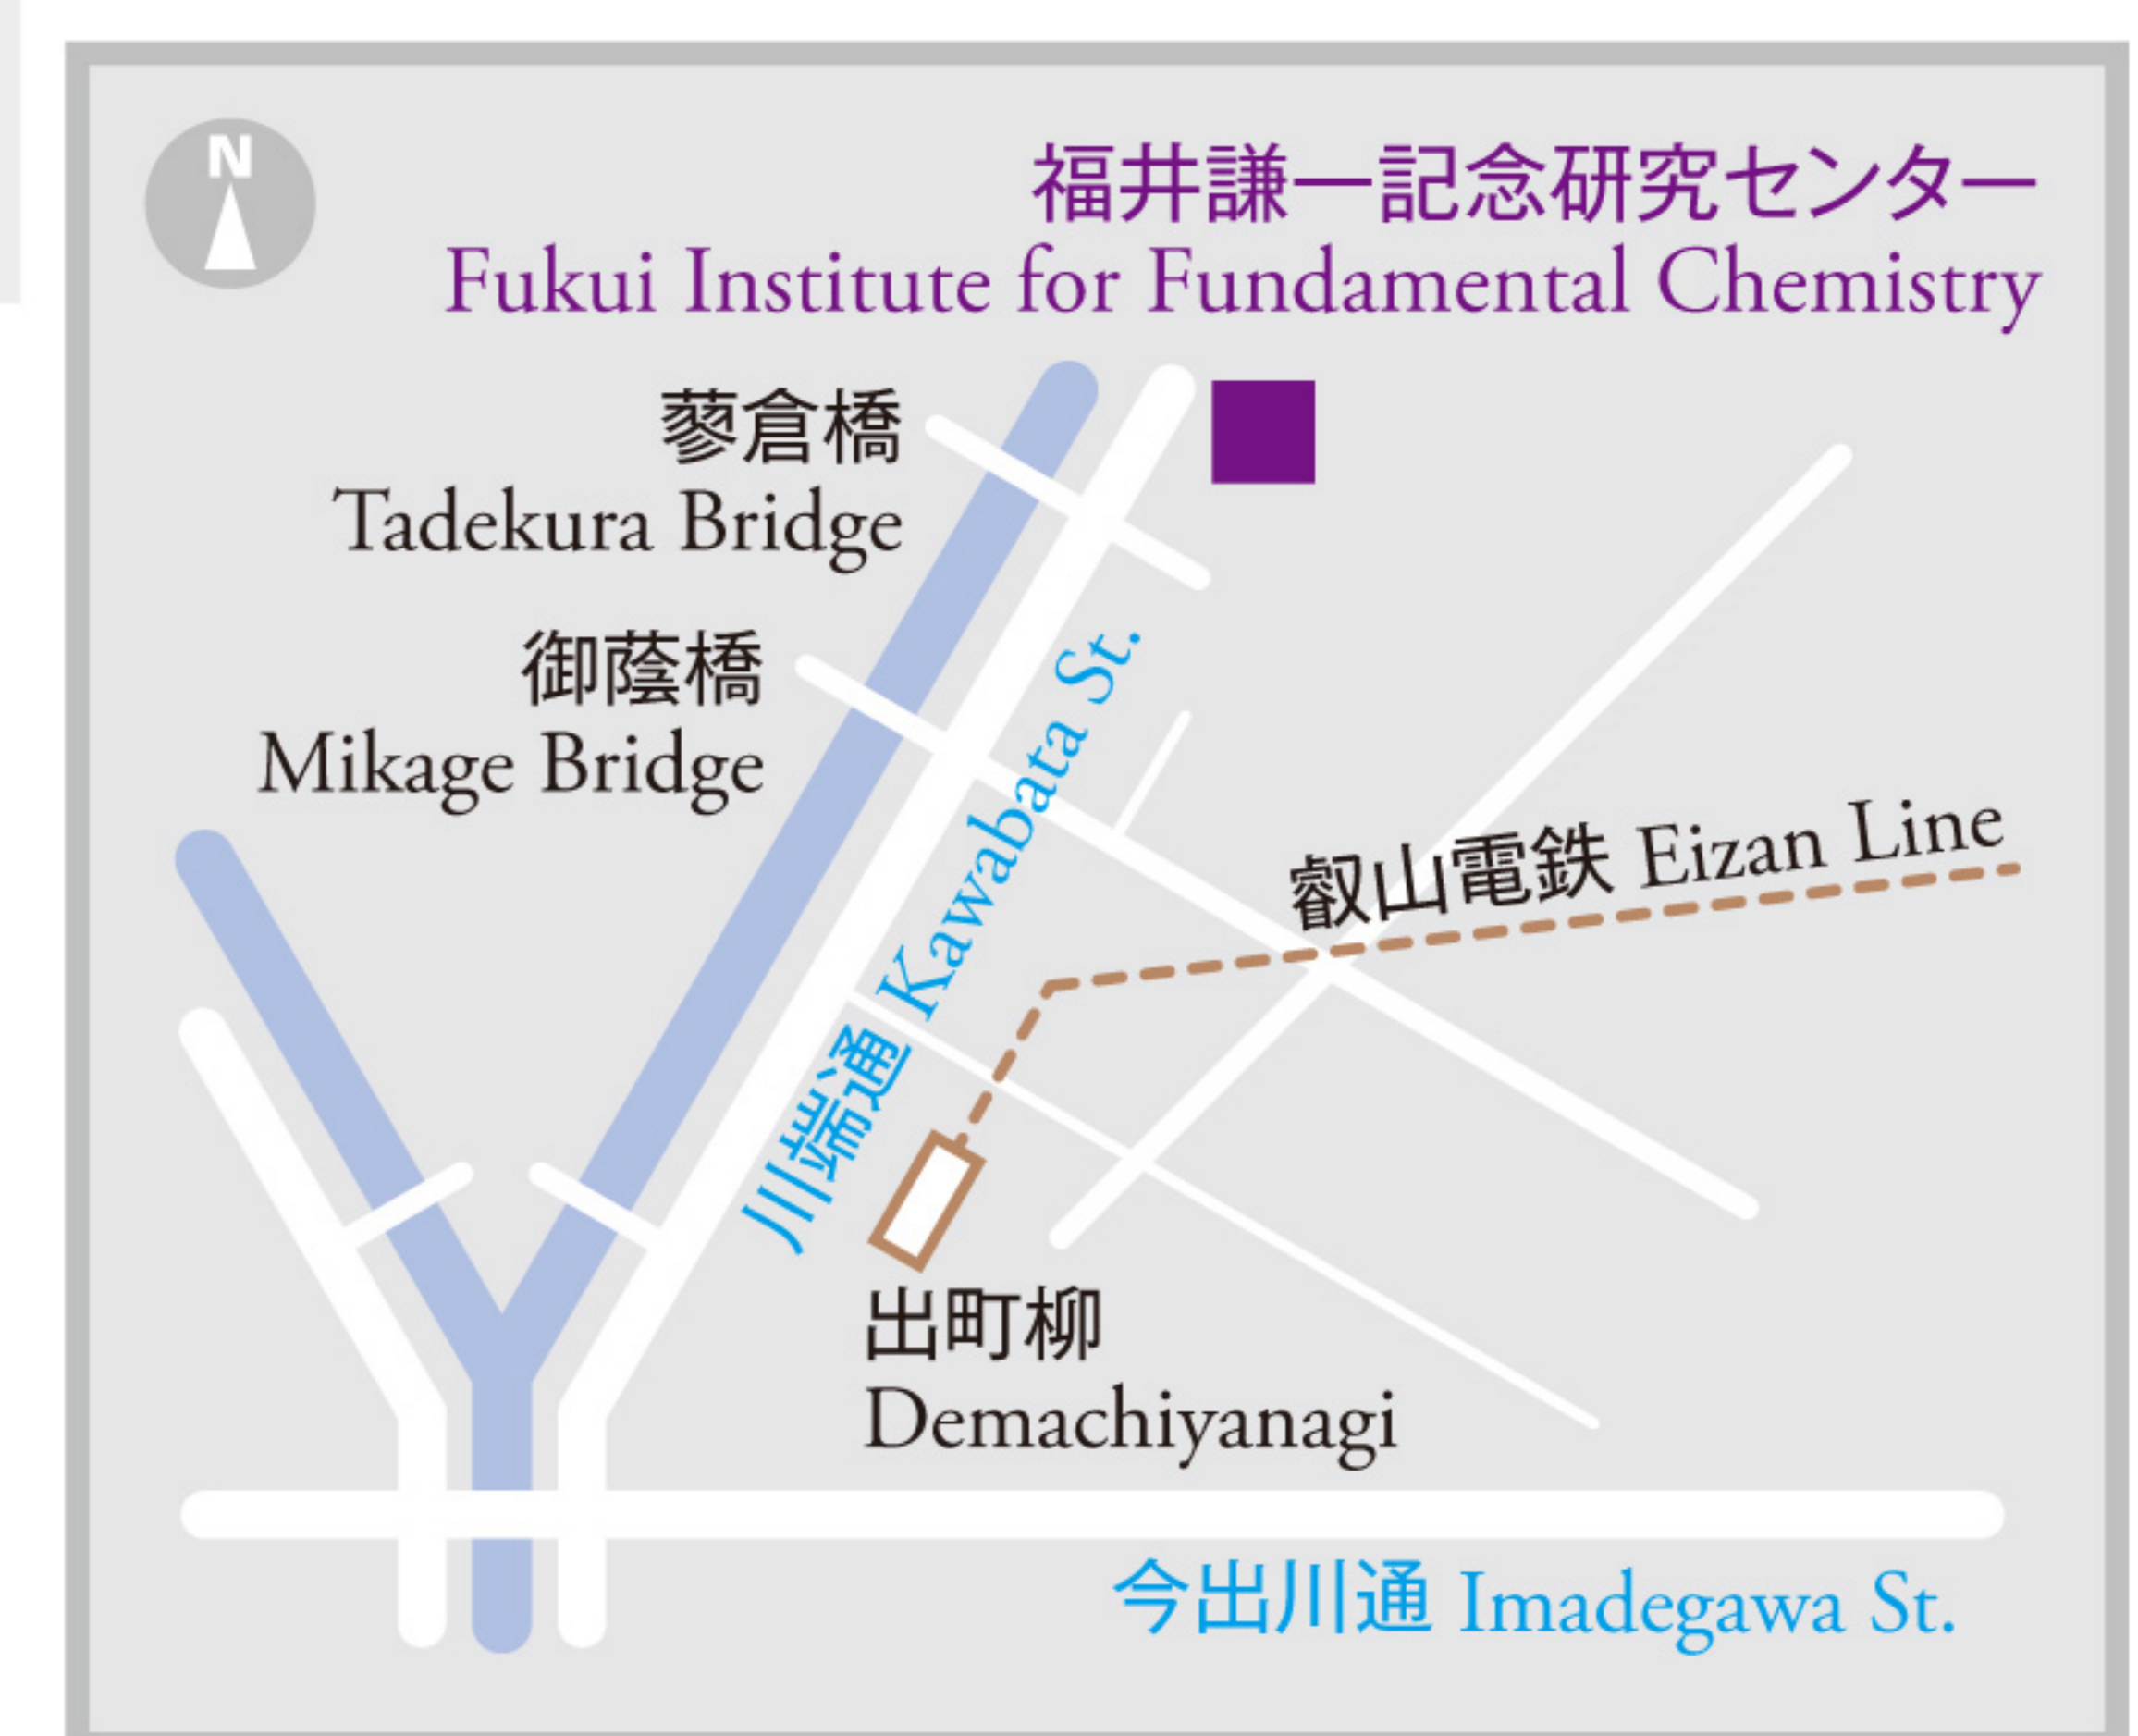 N
福井謙一記念研究センター
Fukui Institute for Fundamental Chemistry
蓼倉橋
Tadekura Bridge
御蔭橋
Mikage Bridge
川端通 Kawabata St.
叡山電鉄 Eizan Line
出町柳
Demachiyanagi
今出川通 Imadegawa St.